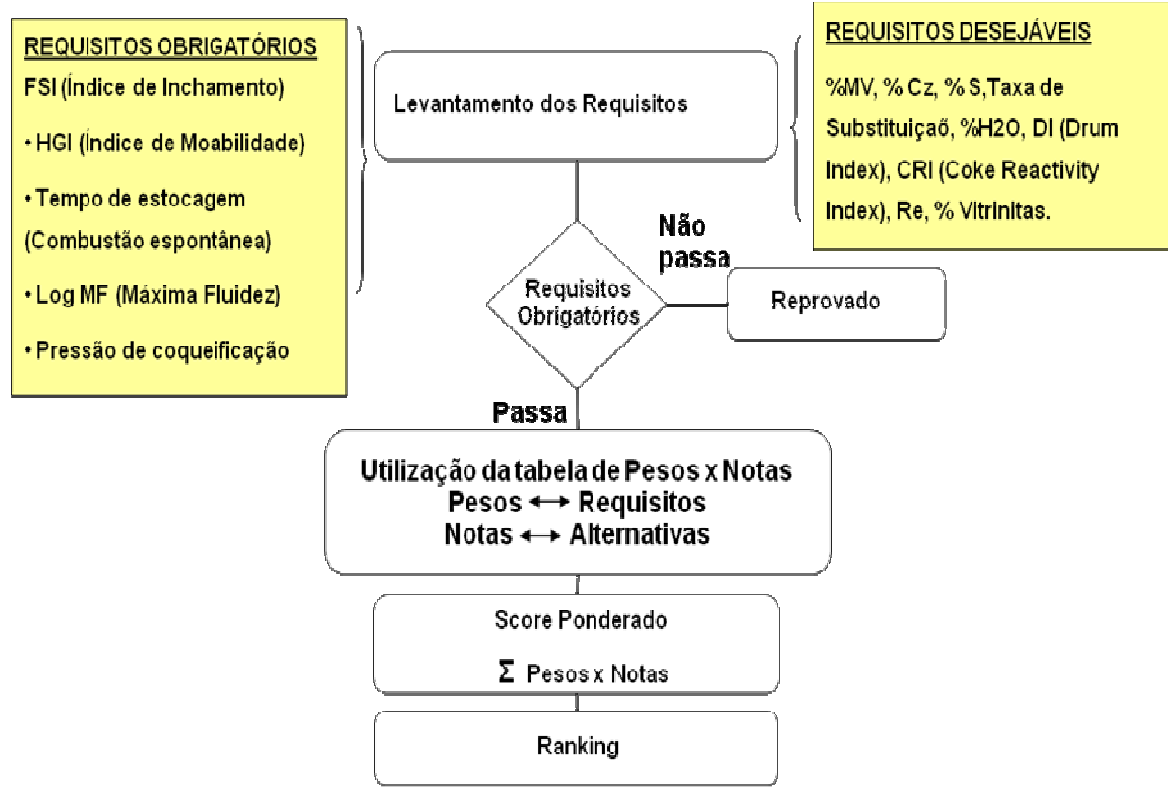 REQUISITOS OBRIGATÓRIOS
FSI (Índice de Inchamento)
• HGI (Índice de Moabilidade)
• Tempo de estocagem
(Combustão espontânea)
• Log MF (Máxima Fluidez)
• Pressão de coqueificação
Levantamento dos Requisitos
REQUISITOS DESEJÁVEIS
%MV, % Cz, % S,Taxa de
Substituiçaõ, %H2O, DI (Drum
Index), CRI (Coke Reactivity
Index), Re, % Vitrinitas.
Requisitos
Obrigatórios
Não
passa
Reprovado
Passa
Utilização da tabela de Pesos x Notas
Pesos ↔ Requisitos
Notas ↔ Alternativas
Score Ponderado
Σ Pesos x Notas
Ranking